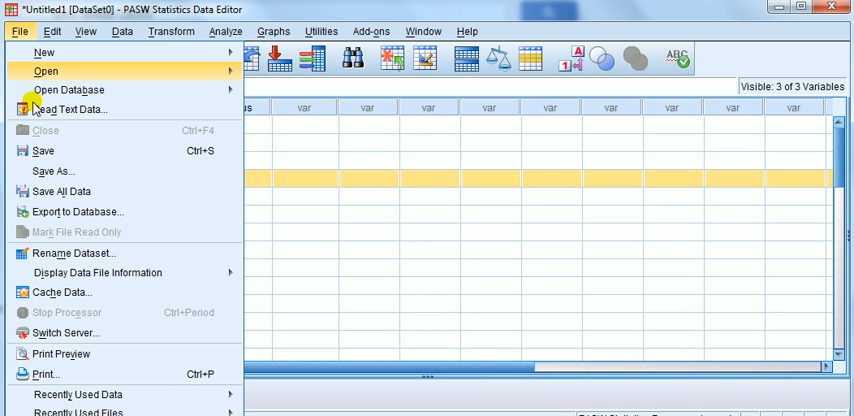 *Untitled1 [DataSet0] - PASW Statistics Data Editor
File Edit View Data Transform Analyze Graphs Utilities Add-ons Window Help
New
Open
Open Database
Data...
Close Ctrl+F4
Save Ctrl+S
Save As...
Save All Data
Export to Database...
Mark File Read Only
Rename Dataset...
Display Data File Information
Cache Data...
Stop Processor Ctrl+Period
Switch Server...
Print Preview
Print... Ctrl+P
Recently Used Data
Recently Used Files
A
1
ABC
Visible: 3 of 3 Variables
us var var var var var var var var var